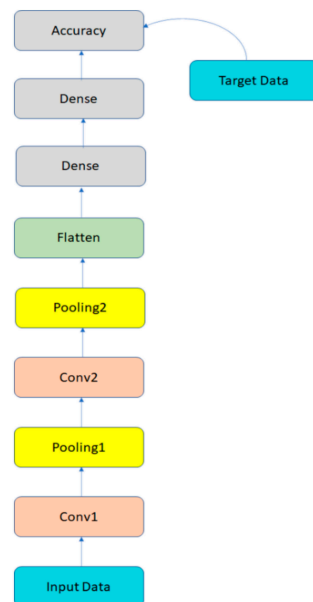 Accuracy
Target Data
Dense
Dense
Flatten
Pooling2
Conv2
Pooling1
Conv1
Input Data